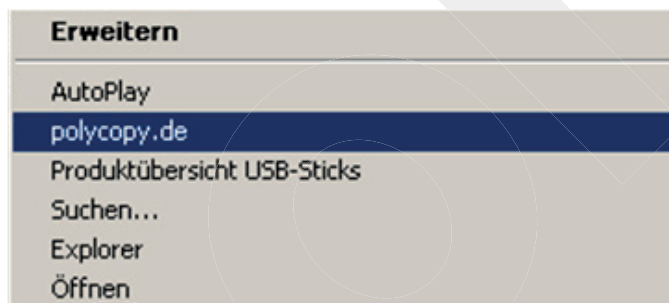 Erweitern
AutoPlay
polycopy.de
Produktübersicht USB-Sticks
Suchen...
Explorer
Öffnen